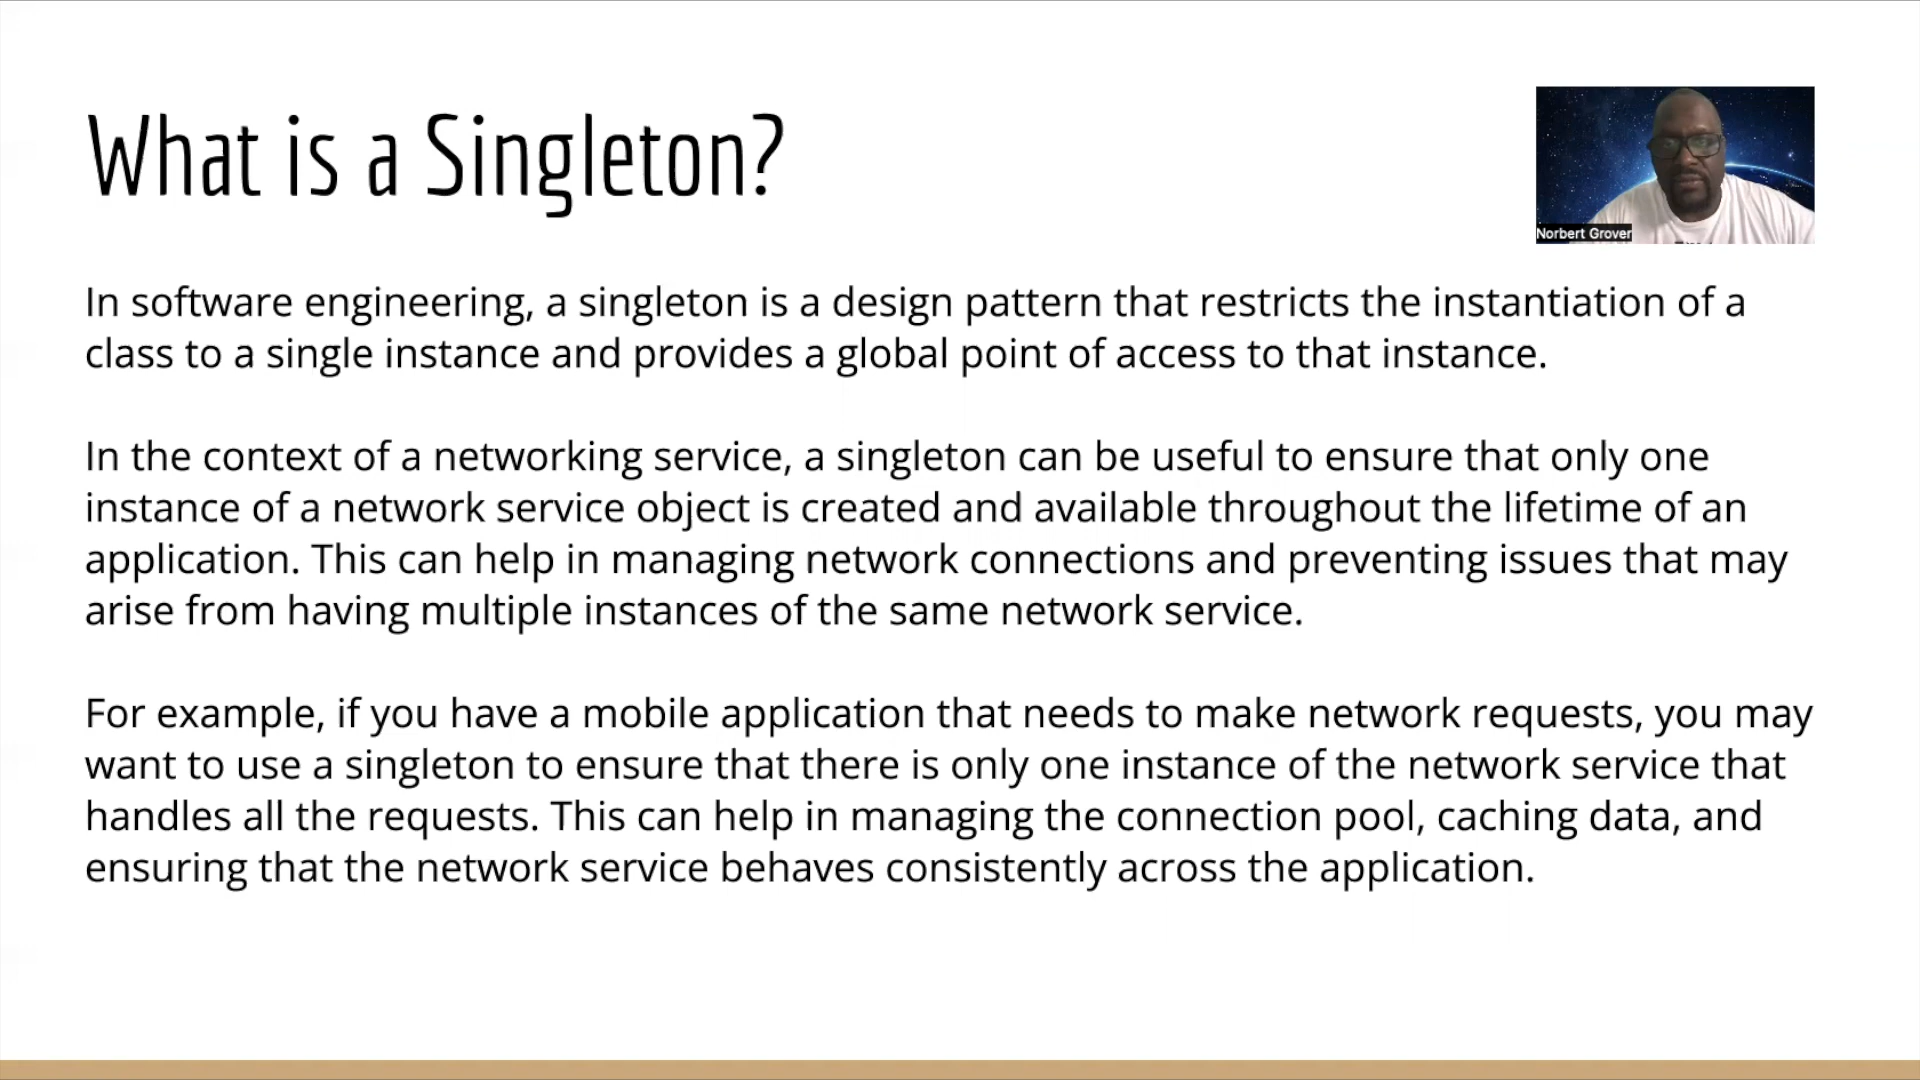 What is a Singleton?
Norbert Grover
In software engineering, a singleton is a design pattern that restricts the instantiation of a
class to a single instance and provides a global point of access to that instance.
In the context of a networking service, a singleton can be useful to ensure that only one
instance of a network service object is created and available throughout the lifetime of an
application. This can help in managing network connections and preventing issues that may
arise from having multiple instances of the same network service.
For example, if you have a mobile application that needs to make network requests, you may
want to use a singleton to ensure that there is only one instance of the network service that
handles all the requests. This can help in managing the connection pool, caching data, and
ensuring that the network service behaves consistently across the application.